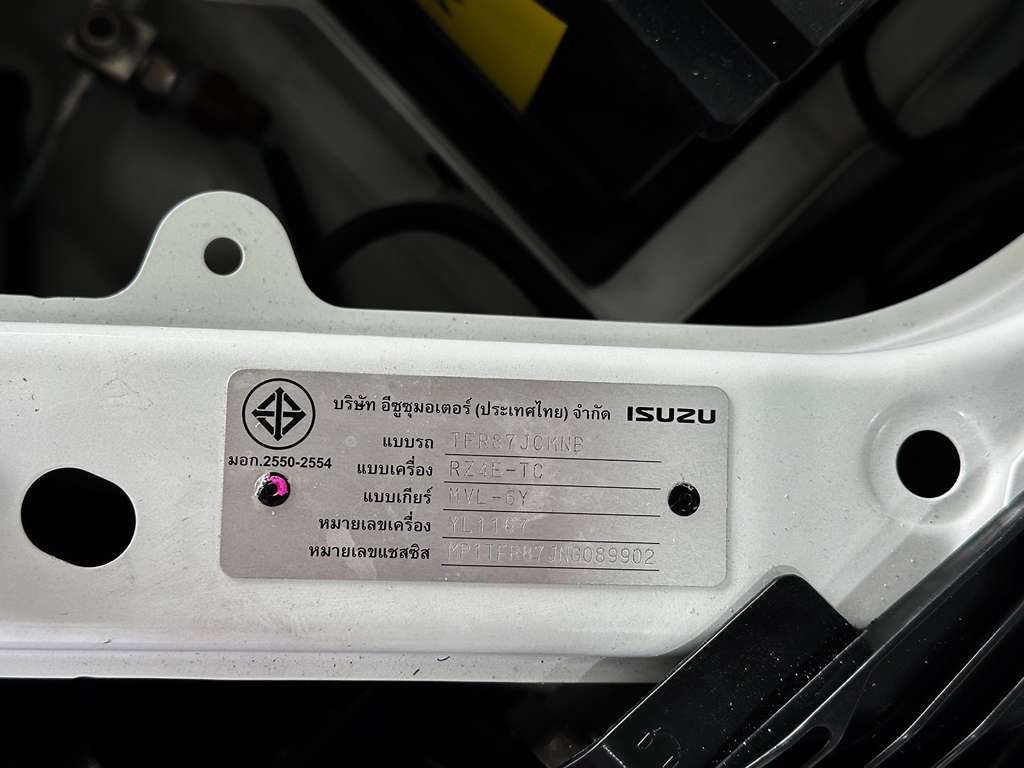 บริษัท อีซูซุมอเตอร์ (ประเทศไทย) จำกัด ISUZU
แบบรถ TFR87JCMNB
มอก.2550-2554
แบบเครื่อง RZ4E-TC
แบบเกียร์ MVL-6Y
หมายเลขเครื่อง YL1167
หมายเลขแชสซิส MP1TFR87JNG089902